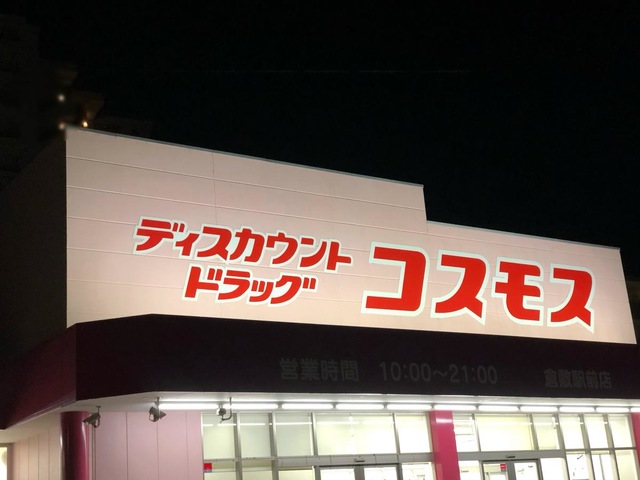 ディスカウント
ドラッグ
コスモス
営業時間 10:00～21:00
倉敷駅前店